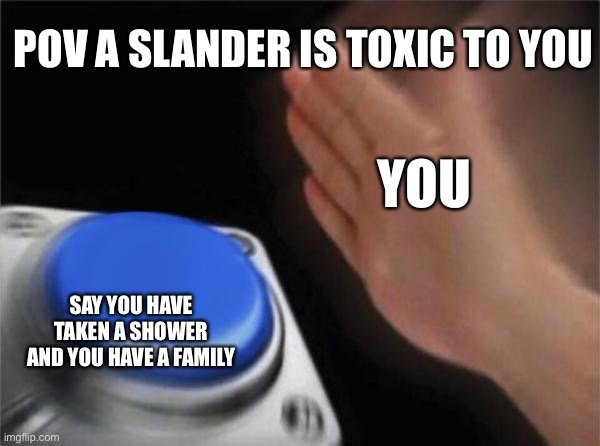 POV A SLANDER IS TOXIC TO YOU
YOU
SAY YOU HAVE
TAKEN A SHOWER
AND YOU HAVE A FAMILY
imgflip.com